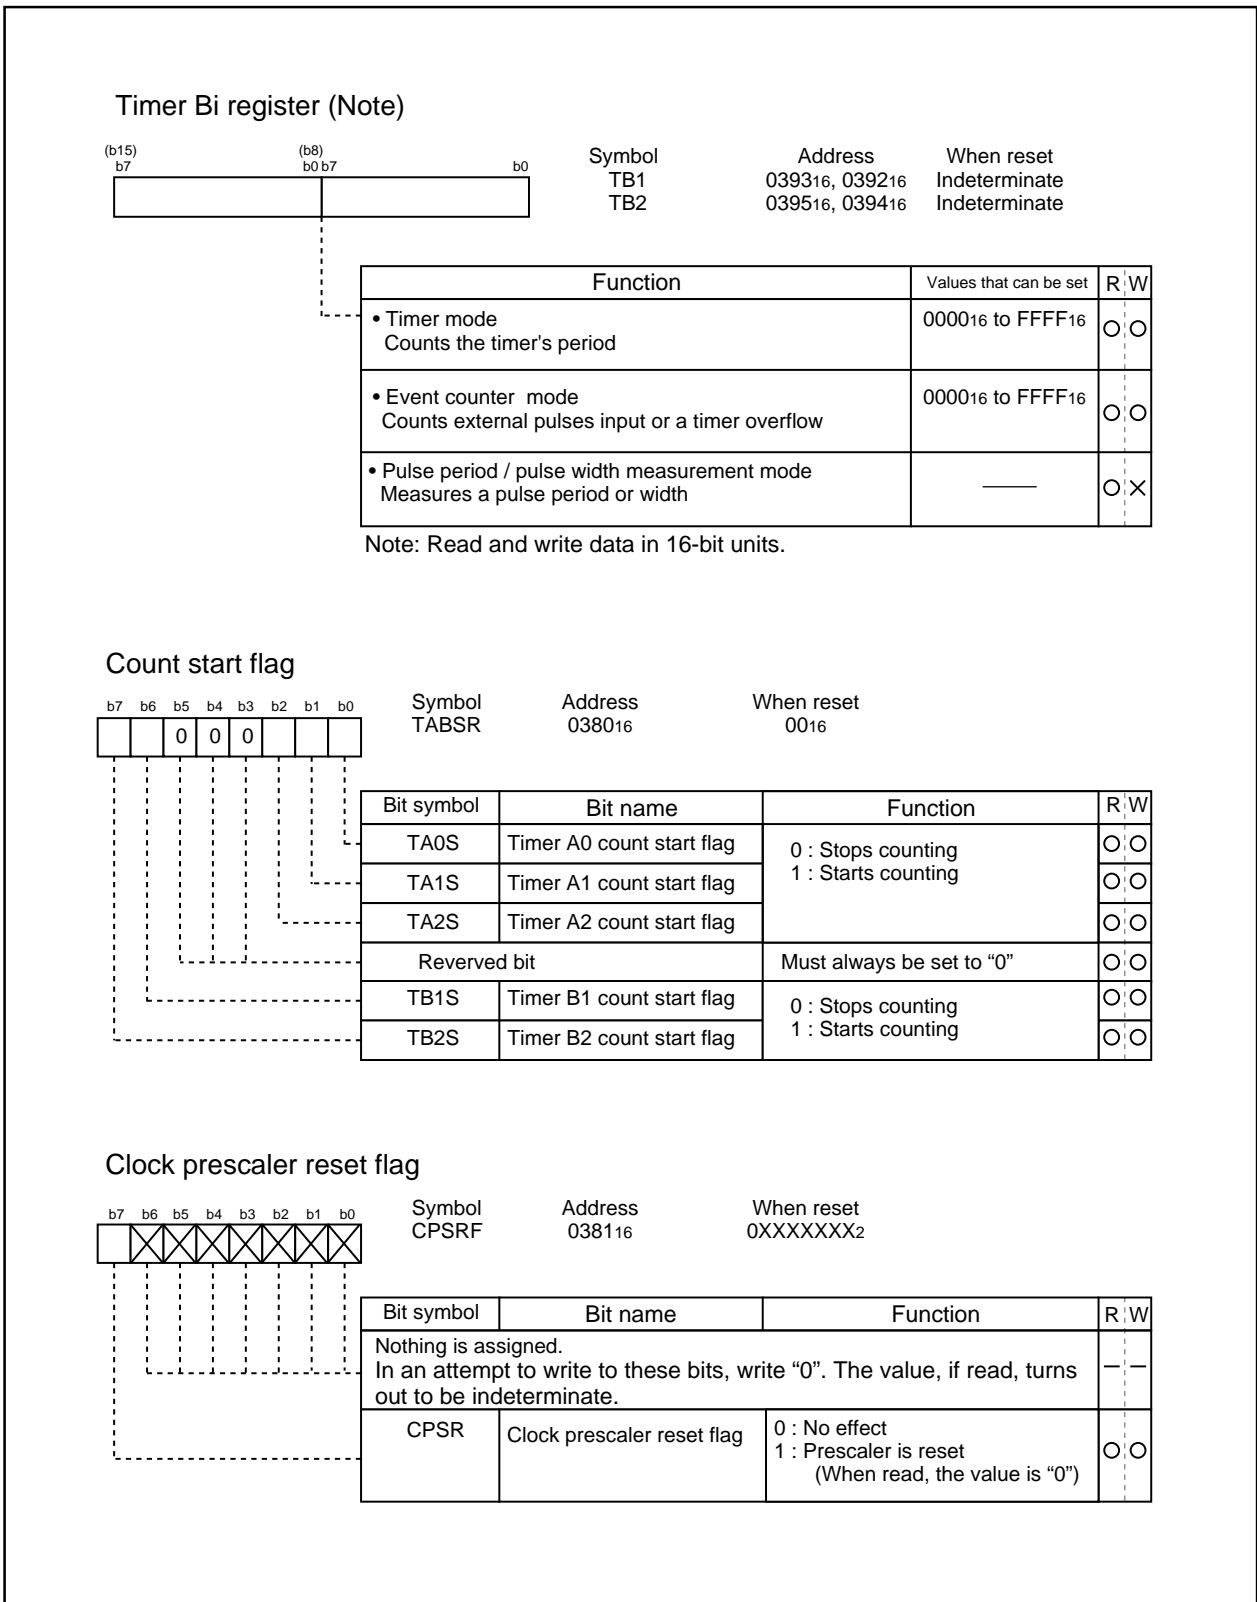 Timer Bi register (Note)
(b15) (b8)
b7 b0 b7 b0
Symbol Address When reset
TB1 039316, 039216 Indeterminate
TB2 039516, 039416 Indeterminate
Function Values that can be set R W
• Timer mode 000016 to FFFF16
Counts the timer's period
• Event counter mode 000016 to FFFF16
Counts external pulses input or a timer overflow
• Pulse period / pulse width measurement mode
Measures a pulse period or width
Note: Read and write data in 16-bit units.
Count start flag
b7 b6 b5 b4 b3 b2 b1 b0
0 0 0
Symbol Address When reset
TABSR 038016 0016
Bit symbol Bit name Function R W
TA0S Timer A0 count start flag 0 : Stops counting
1 : Starts counting
TA1S Timer A1 count start flag
TA2S Timer A2 count start flag
Reverved bit Must always be set to “0”
TB1S Timer B1 count start flag 0 : Stops counting
1 : Starts counting
TB2S Timer B2 count start flag
Clock prescaler reset flag
b7 b6 b5 b4 b3 b2 b1 b0
Symbol Address When reset
CPSRF 038116 0XXXXXXX2
Bit symbol Bit name Function R W
Nothing is assigned.
In an attempt to write to these bits, write “0”. The value, if read, turns
out to be indeterminate.
CPSR Clock prescaler reset flag 0 : No effect
1 : Prescaler is reset
(When read, the value is “0”)